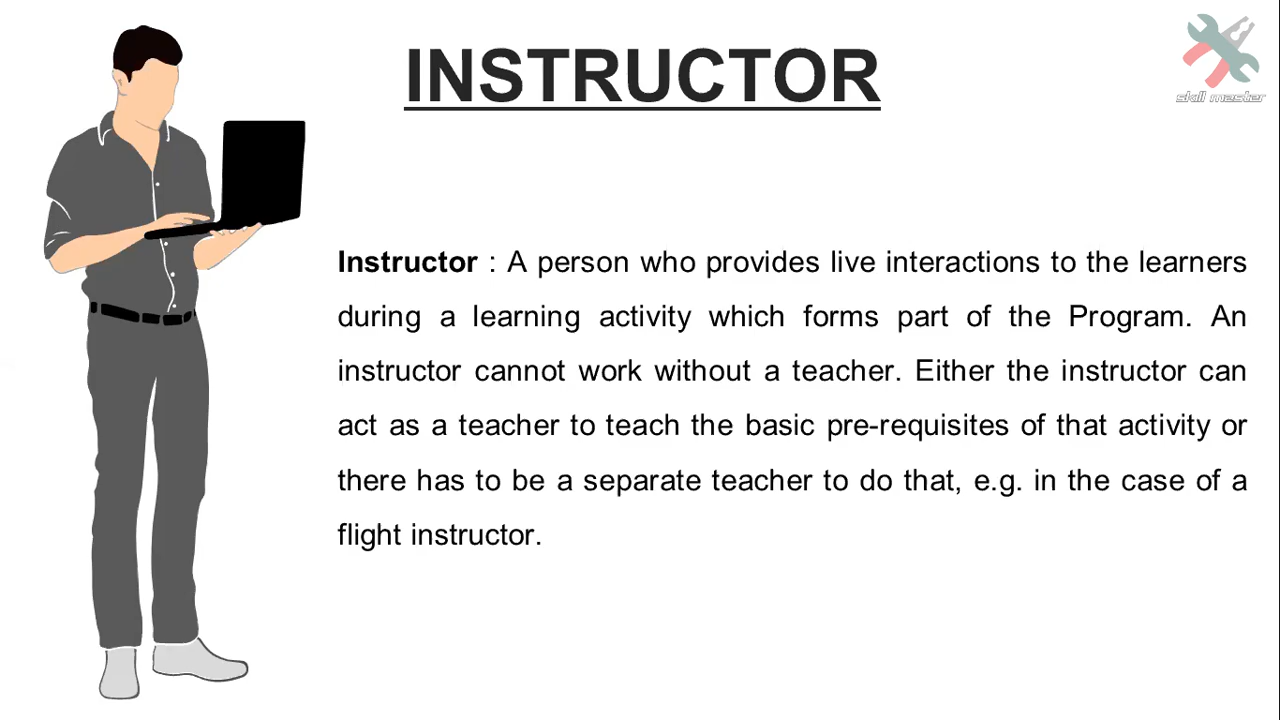 INSTRUCTOR
skill master
Instructor : A person who provides live interactions to the learners
during a learning activity which forms part of the Program. An
instructor cannot work without a teacher. Either the instructor can
act as a teacher to teach the basic pre-requisites of that activity or
there has to be a separate teacher to do that, e.g. in the case of a
flight instructor.